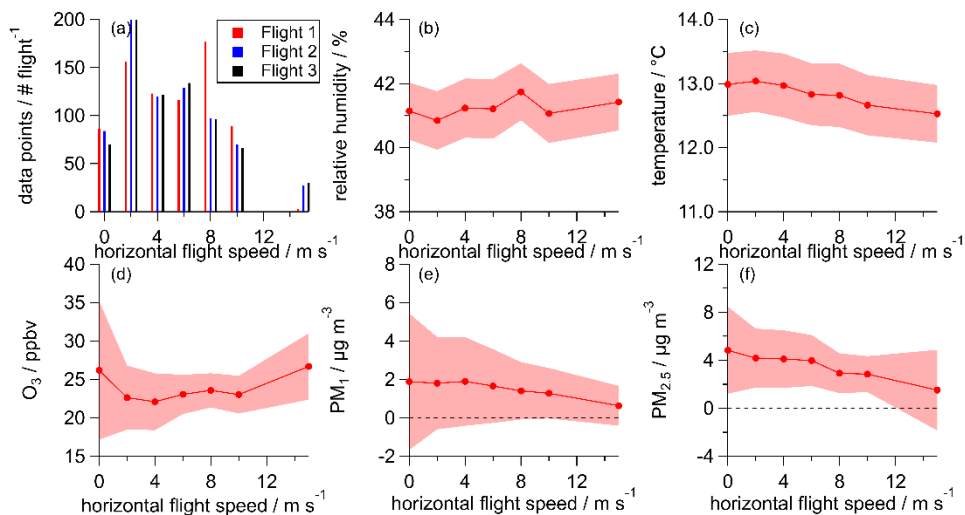 (a)
Flight 1
Flight 2
Flight 3
data points / # flight⁻¹
200
150
100
50
0
0
4
8
12
horizontal flight speed / m s⁻¹
(b)
relative humidity / %
44
42
40
38
0
4
8
12
horizontal flight speed / m s⁻¹
(c)
temperature / °C
14.0
13.0
12.0
11.0
0
4
8
12
horizontal flight speed / m s⁻¹
(d)
O₃ / ppbv
40
35
30
25
20
15
0
4
8
12
horizontal flight speed / m s⁻¹
(e)
PM₁ / µg m⁻³
8
6
4
2
0
-2
0
4
8
12
horizontal flight speed / m s⁻¹
(f)
PM₂.₅ / µg m⁻³
12
8
4
0
-4
0
4
8
12
horizontal flight speed / m s⁻¹